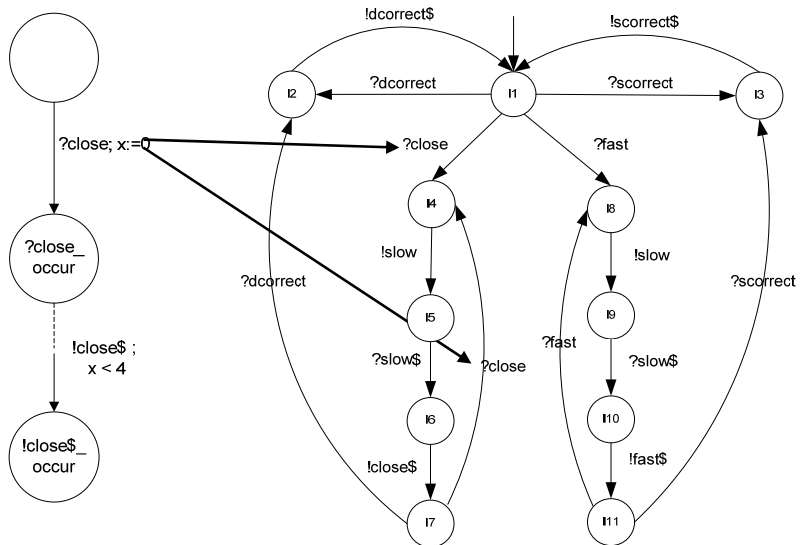 !dcorrect$
!scorrect$
l2
?dcorrect
l1
?scorrect
l3
?close; x:=0
?close
?fast
l4
l8
?close_
occur
!slow
!slow
?dcorrect
?scorrect
l5
l9
!close$ ;
x < 4
?slow$
?close
?fast
?slow$
l6
l10
!close$_
occur
!close$
!fast$
l7
l11